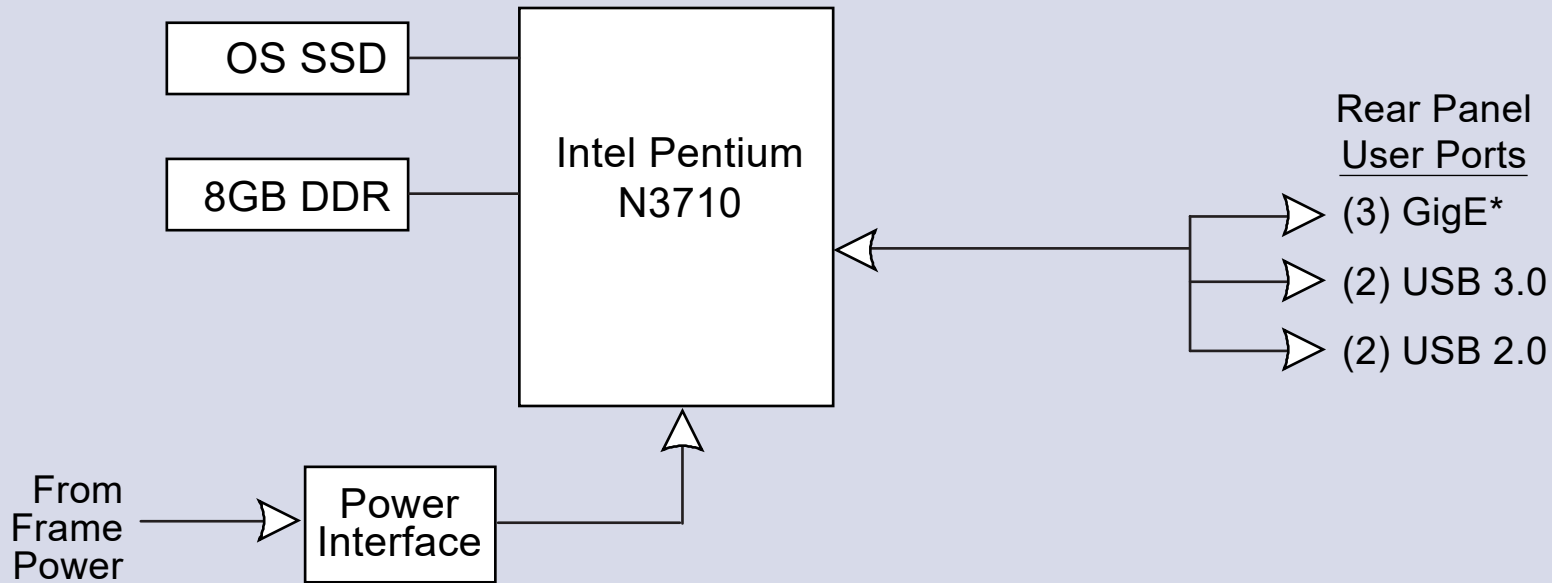 OS SSD
8GB DDR
Intel Pentium
N3710
Rear Panel
User Ports
(3) GigE*
(2) USB 3.0
(2) USB 2.0
From
Frame
Power
Power
Interface